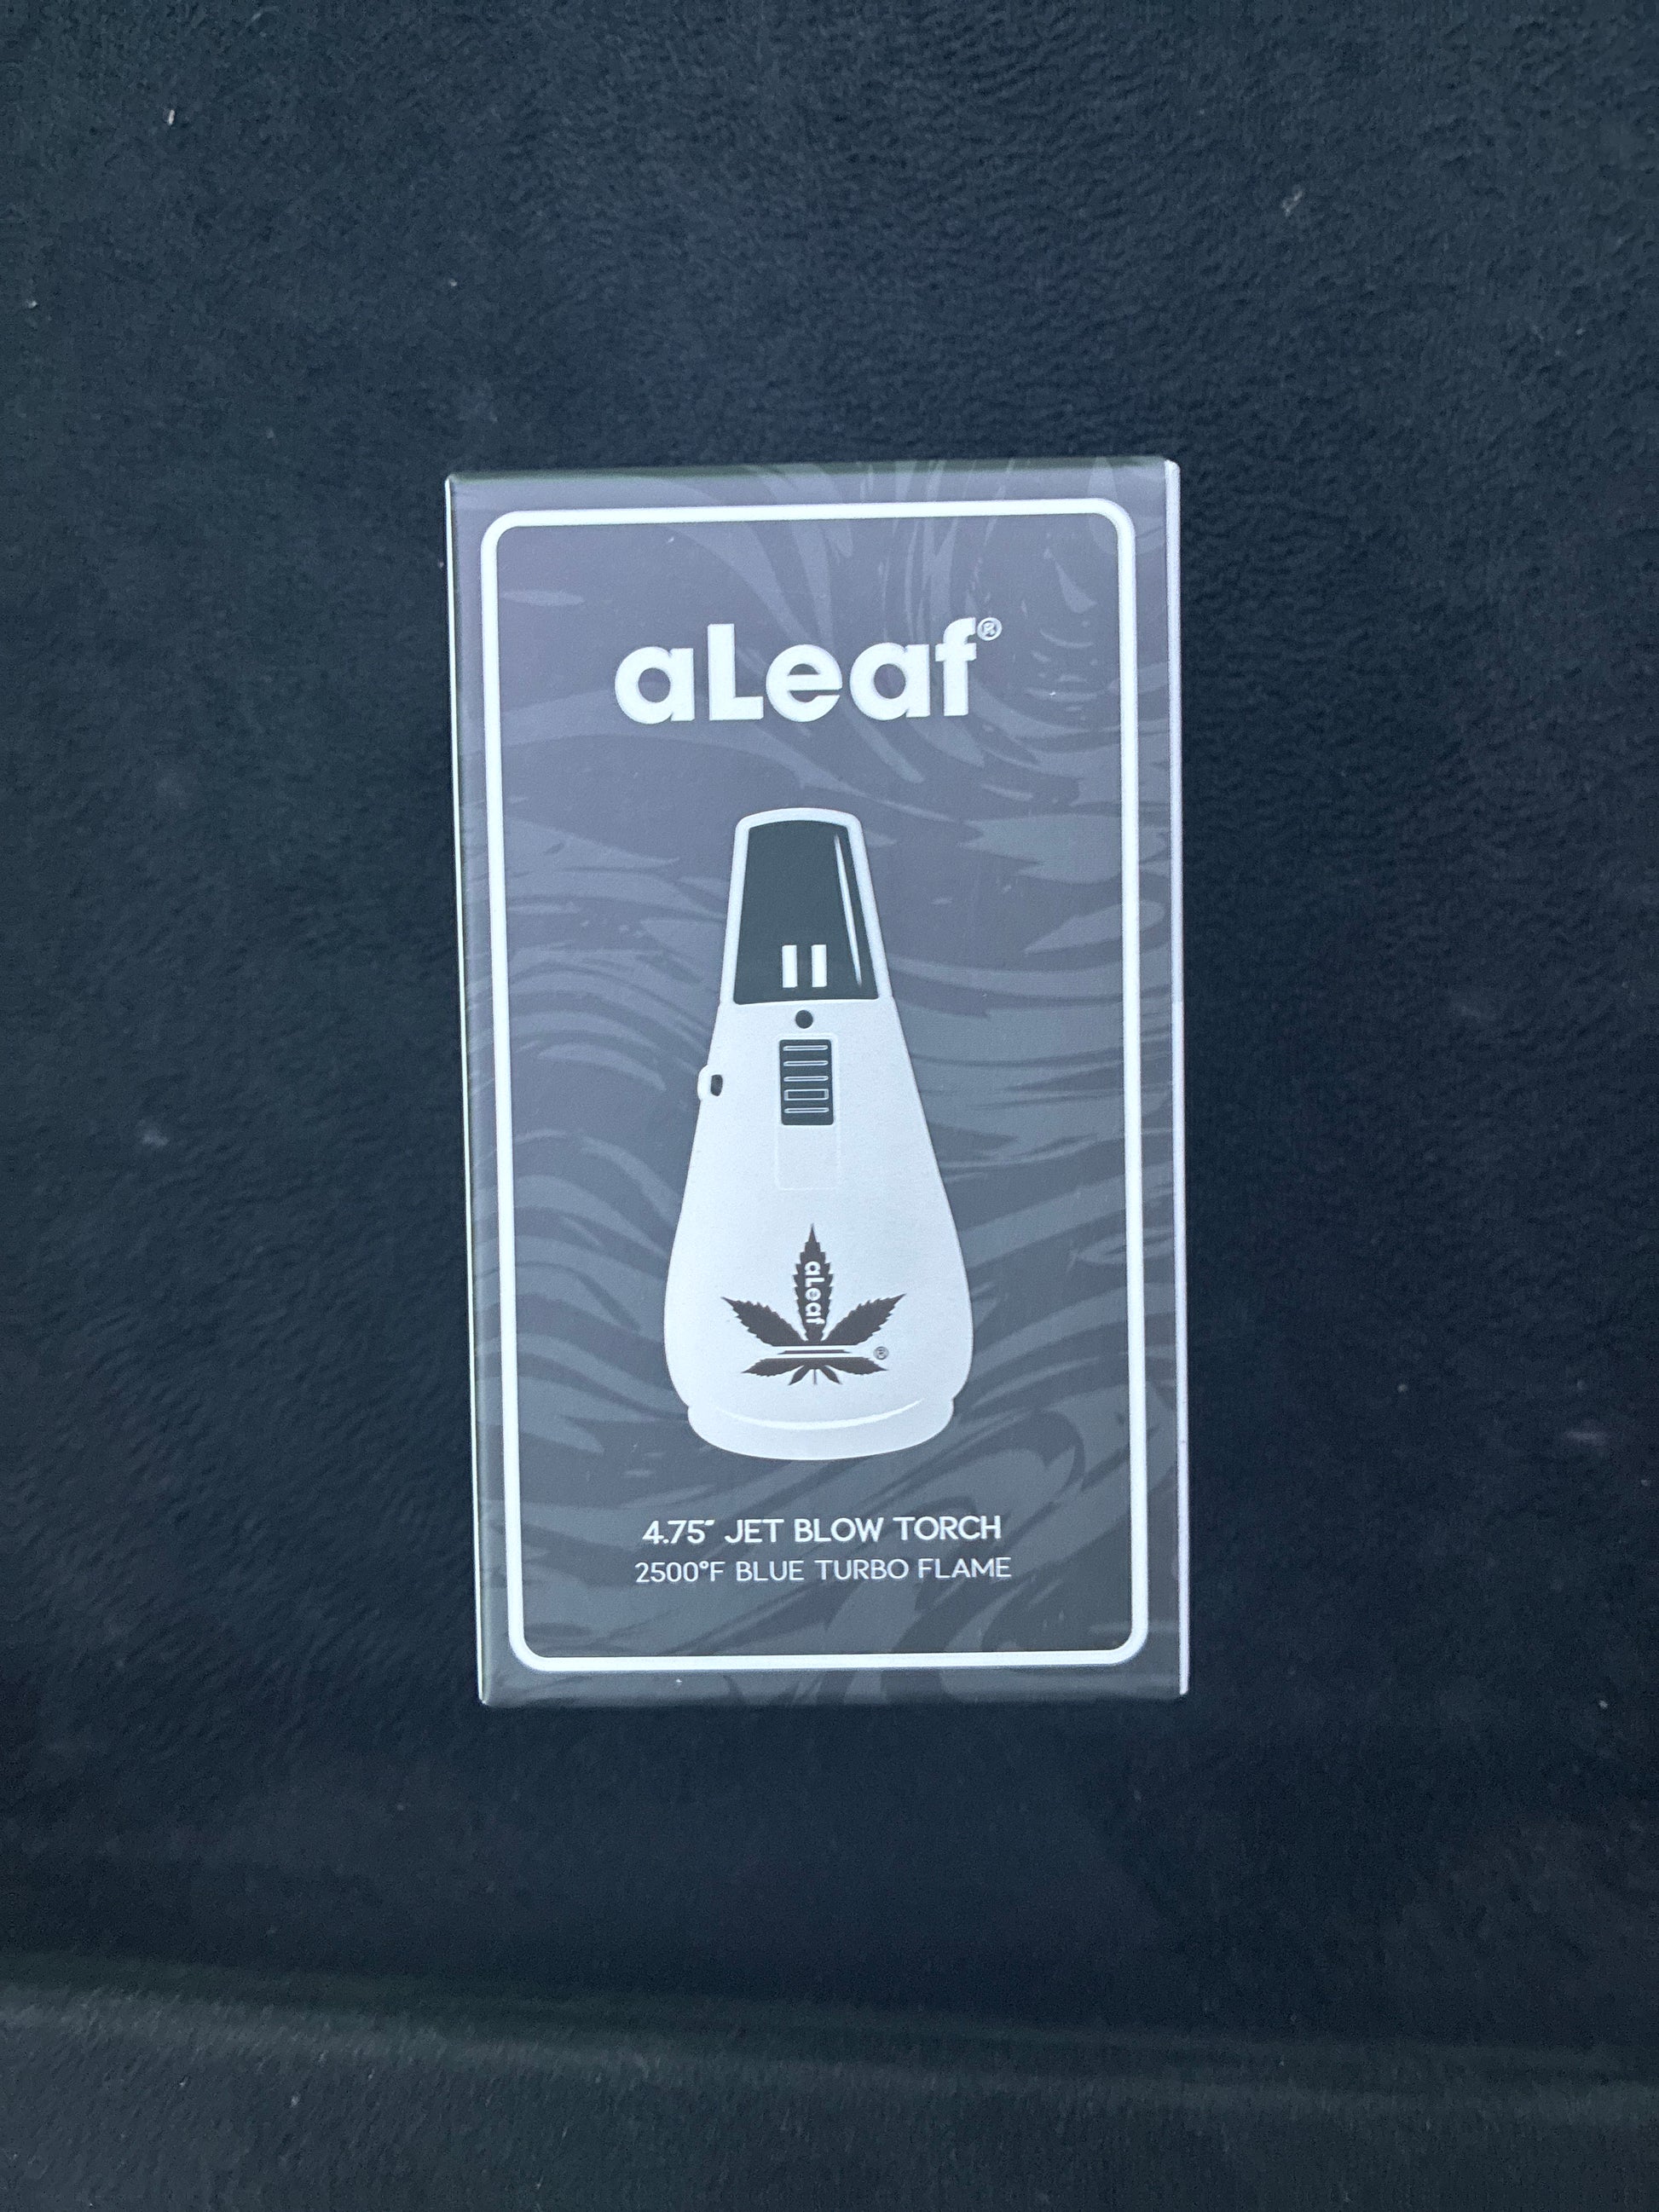 aLeaf®
aLeaf
®
4.75" JET BLOW TORCH
2500°F BLUE TURBO FLAME